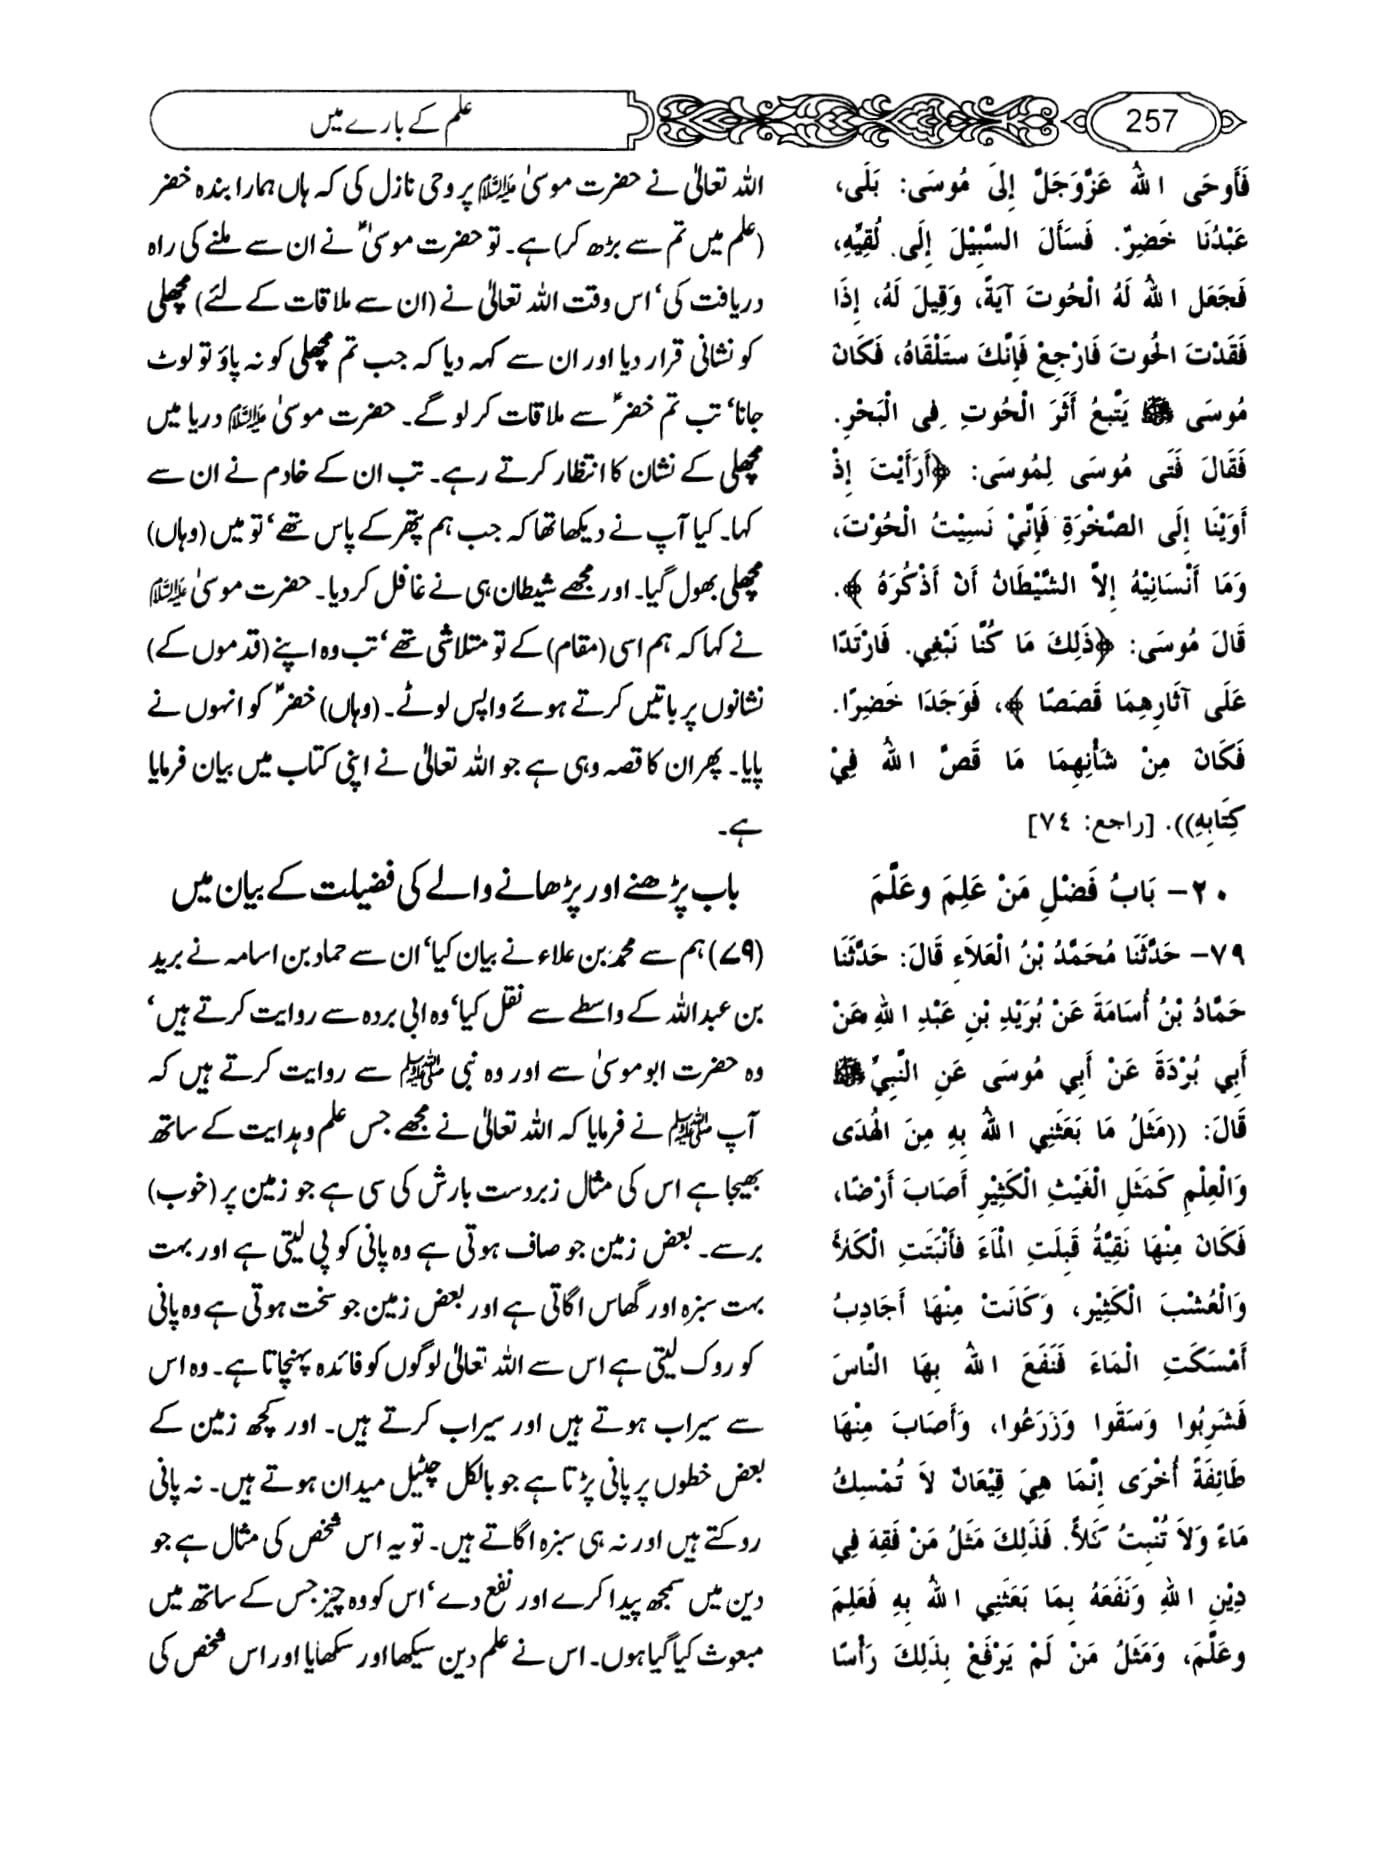 257
علم کے بارے میں
فَأَوحَى اللهُ عَزَّوَجَلَّ إِلَى مُوسَى: بَلَى،
عَبْدُنَا خَضِرٌ. فَسَأَلَ السَّبِيْلَ إِلَى لُقِيِّهِ،
فَجَعَلَ اللهُ لَهُ الْحُوتَ آيَةً، وَقِيلَ لَهُ، إِذَا
فَقَدْتَ الْحُوتَ فَارْجِعْ فَإِنَّكَ سَتَلْقَاهُ، فَكَانَ
مُوسَى ﷺ يَتَّبِعُ أَثَرَ الْحُوتِ فِي الْبَحْرِ.
فَقَالَ فَتَى مُوسَى لِمُوسَى: ﴿أَرَأَيْتَ إِذْ
أَوَيْنَا إِلَى الصَّخْرَةِ فَإِنِّيْ نَسِيْتُ الْحُوْتَ،
وَمَا أَنْسَانِيْهُ إِلاَّ الشَّيْطَانُ أَنْ أَذْكُرَهُ﴾.
قَالَ مُوسَى: ﴿ذَلِكَ مَا كُنَّا نَبْغِي. فَارْتَدَّا
عَلَى آثَارِهِمَا قَصَصًا﴾، فَوَجَدَا خَضِرًا.
فَكَانَ مِنْ شَأْنِهِمَا مَا قَصَّ اللهُ فِيْ
كِتَابِهِ)). [راجع: ٧٤]
٢٠- بَابُ فَضْلِ مَنْ عَلِمَ وعَلَّمَ
٧٩- حَدَّثَنَا مُحَمَّدُ بْنُ الْعَلاَءِ قَالَ: حَدَّثَنَا
حَمَّادُ بْنُ أُسَامَةَ عَنْ بُرَيْدِ بْنِ عَبْدِ اللهِ عَنْ
أَبِي بُرْدَةَ عَنْ أَبِي مُوسَى عَنِ النَّبِيِّ ﷺ
قَالَ: ((مَثَلُ مَا بَعَثَنِي اللهُ بِهِ مِنَ الْهُدَى
وَالْعِلْمِ كَمَثَلِ الْغَيْثِ الْكَثِيْرِ أَصَابَ أَرْضًا،
فَكَانَ مِنْهَا نَقِيَّةٌ قَبِلَتِ الْمَاءَ فَأَنْبَتَتِ الْكَلأَ
وَالْعُشْبَ الْكَثِيْرَ، وَكَانَتْ مِنْهَا أَجَادِبُ
أَمْسَكَتِ الْمَاءَ فَنَفَعَ اللهُ بِهَا النَّاسَ
فَشَرِبُوا وَسَقَوا وَزَرَعُوا، وَأَصَابَ مِنْهَا
طَائِفَةً أُخْرَى إِنَّمَا هِيَ قِيْعَانٌ لاَ تُمْسِكُ
مَاءً وَلاَ تُنْبِتُ كَلأً. فَذَلِكَ مَثَلُ مَنْ فَقِهَ فِي
دِيْنِ اللهِ وَنَفَعَهُ بِمَا بَعَثَنِي اللهُ بِهِ فَعَلِمَ
وعَلَّمَ، وَمَثَلُ مَنْ لَمْ يَرْفَعْ بِذَلِكَ رَأْسًا
اللہ تعالیٰ نے حضرت موسیٰ علیہ السلام پر وحی نازل کی کہ ہاں ہمارا بندہ خضر
(علم میں تم سے بڑھ کر) ہے۔ تو حضرت موسیٰؑ نے ان سے ملنے کی راہ
دریافت کی‘ اس وقت اللہ تعالیٰ نے (ان سے ملاقات کے لئے) مچھلی
کو نشانی قرار دیا اور ان سے کہہ دیا کہ جب تم مچھلی کو نہ پاؤ تو لوٹ
جانا‘ تب تم خضرؑ سے ملاقات کر لو گے۔ حضرت موسیٰ علیہ السلام دریا میں
مچھلی کے نشان کا انتظار کرتے رہے۔ تب ان کے خادم نے ان سے
کہا۔ کیا آپ نے دیکھا تھا کہ جب ہم پتھر کے پاس تھے‘ تو میں (وہاں)
مچھلی بھول گیا۔ اور مجھے شیطان ہی نے غافل کر دیا۔ حضرت موسیٰ علیہ السلام
نے کہا کہ ہم اسی (مقام) کے تو متلاشی تھے‘ تب وہ اپنے (قدموں کے)
نشانوں پر باتیں کرتے ہوئے واپس لوٹے۔ (وہاں) خضرؑ کو انہوں نے
پایا۔ پھر ان کا قصہ وہی ہے جو اللہ تعالیٰ نے اپنی کتاب میں بیان فرمایا
ہے۔
باب پڑھنے اور پڑھانے والے کی فضیلت کے بیان میں
(۷۹) ہم سے محمد بن علاء نے بیان کیا‘ ان سے حماد بن اسامہ نے برید
بن عبداللہ کے واسطے سے نقل کیا‘ وہ ابی بردہ سے روایت کرتے ہیں‘
وہ حضرت ابو موسیٰ سے اور وہ نبی ﷺ سے روایت کرتے ہیں کہ
آپ ﷺ نے فرمایا کہ اللہ تعالیٰ نے مجھے جس علم و ہدایت کے ساتھ
بھیجا ہے اس کی مثال زبردست بارش کی سی ہے جو زمین پر (خوب)
برسے۔ بعض زمین جو صاف ہوتی ہے وہ پانی کو پی لیتی ہے اور بہت
بہت سبزہ اور گھاس اگاتی ہے اور بعض زمین جو سخت ہوتی ہے وہ پانی
کو روک لیتی ہے اس سے اللہ تعالیٰ لوگوں کو فائدہ پہنچاتا ہے۔ وہ اس
سے سیراب ہوتے ہیں اور سیراب کرتے ہیں۔ اور کچھ زمین کے
بعض خطوں پر پانی پڑتا ہے جو بالکل چٹیل میدان ہوتے ہیں۔ نہ پانی
روکتے ہیں اور نہ ہی سبزہ اگاتے ہیں۔ تو یہ اس شخص کی مثال ہے جو
دین میں سمجھ پیدا کرے اور نفع دے‘ اس کو وہ چیز جس کے ساتھ میں
مبعوث کیا گیا ہوں۔ اس نے علم دین سیکھا اور سکھایا اور اس شخص کی